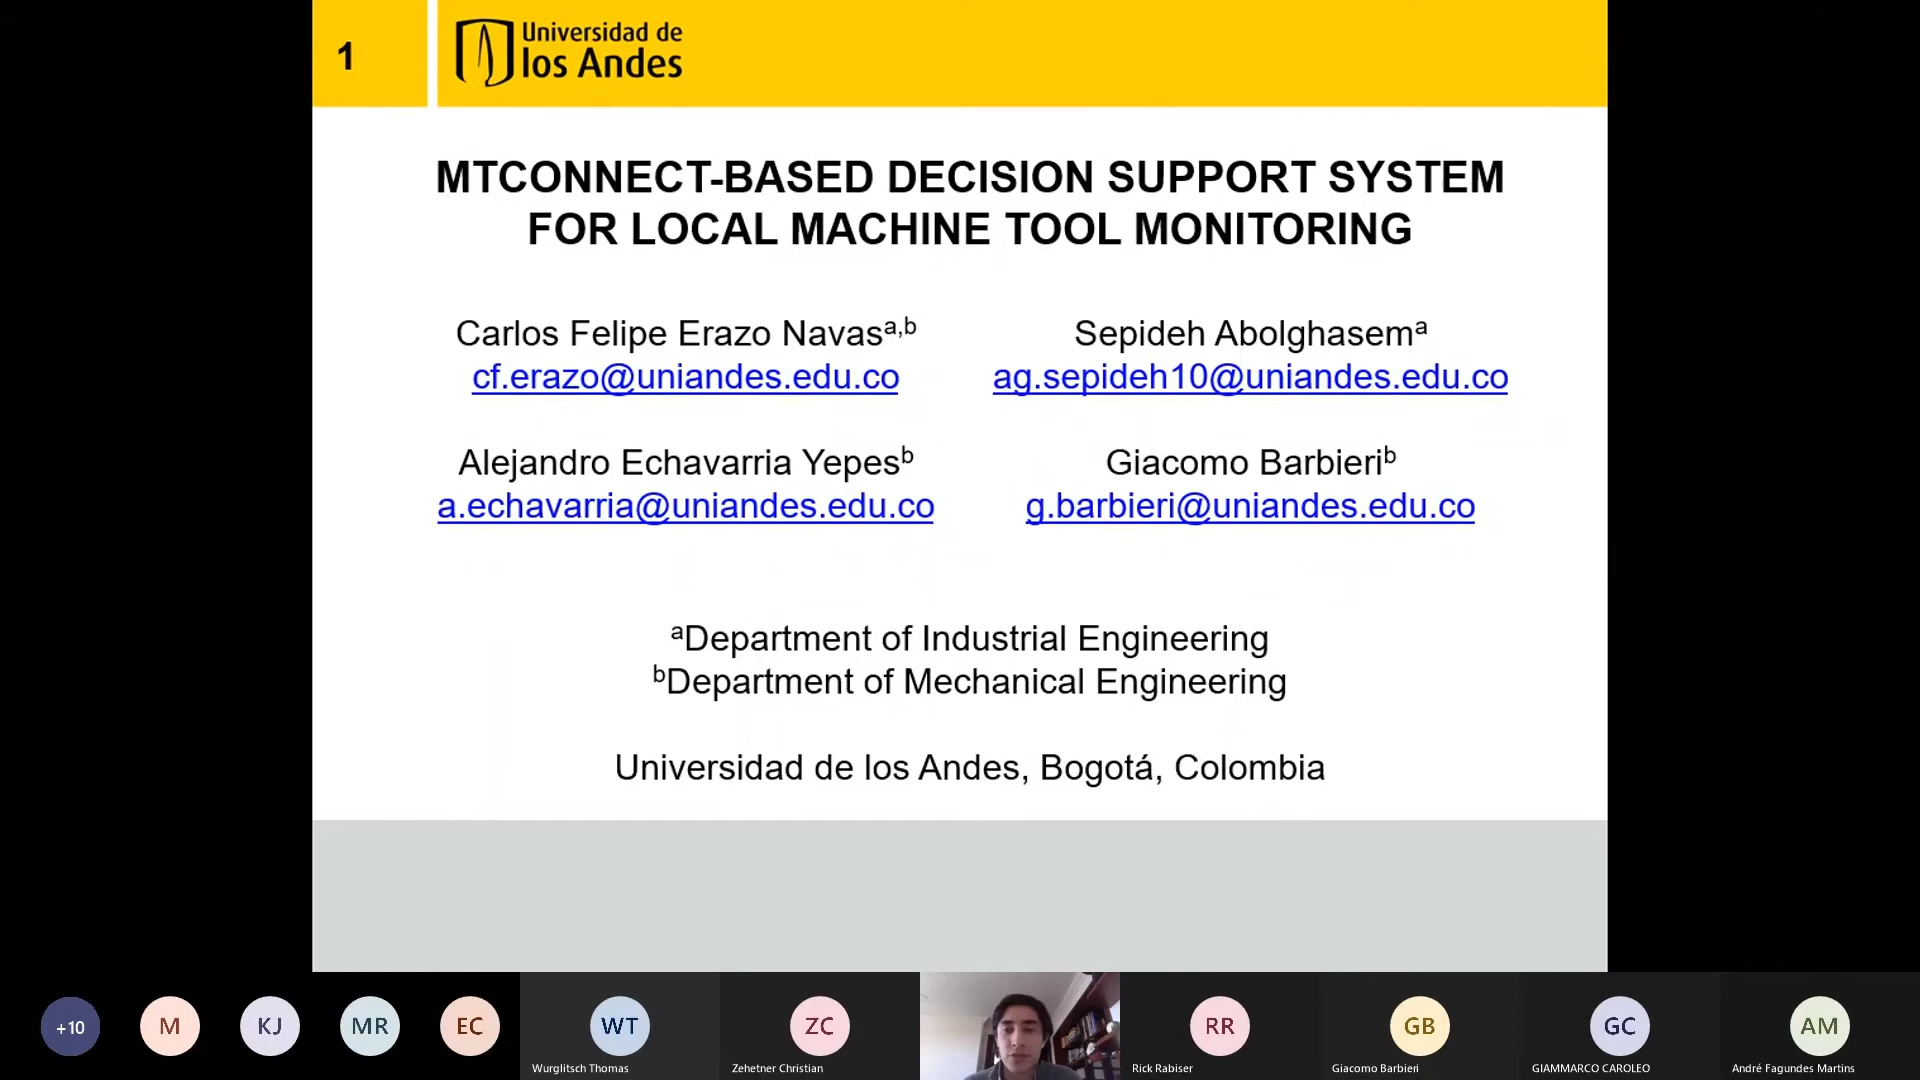 1
Universidad de
los Andes
MTCONNECT-BASED DECISION SUPPORT SYSTEM
FOR LOCAL MACHINE TOOL MONITORING
Carlos Felipe Erazo Navasa,b
cf.erazo@uniandes.edu.co
Sepideh Abolghasema
ag.sepideh10@uniandes.edu.co
Alejandro Echavarria Yepesb
a.echavarria@uniandes.edu.co
Giacomo Barbierib
g.barbieri@uniandes.edu.co
aDepartment of Industrial Engineering
bDepartment of Mechanical Engineering
Universidad de los Andes, Bogotá, Colombia
+10
M
KJ
MR
EC
WT
Wurglitsch Thomas
ZC
Zehetner Christian
RR
Rick Rabiser
GB
Giacomo Barbieri
GC
GIAMMARCO CAROLEO
AM
André Fagundes Martins